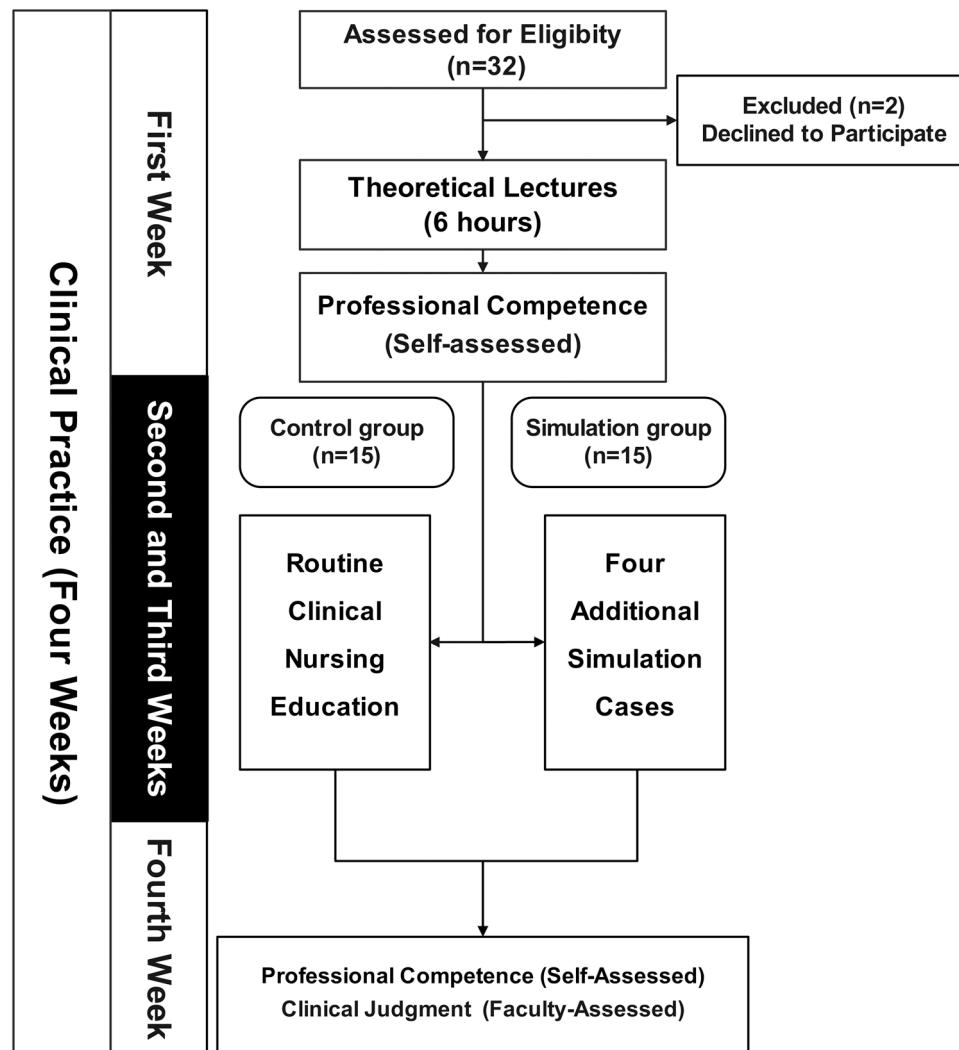 Clinical Practice (Four Weeks)
First Week
Assessed for Eligibity
(n=32)
Excluded (n=2)
Declined to Participate
Theoretical Lectures
(6 hours)
Professional Competence
(Self-assessed)
Second and Third Weeks
Control group
(n=15)
Simulation group
(n=15)
Routine
Clinical
Nursing
Education
Four
Additional
Simulation
Cases
Fourth Week
Professional Competence (Self-Assessed)
Clinical Judgment (Faculty-Assessed)